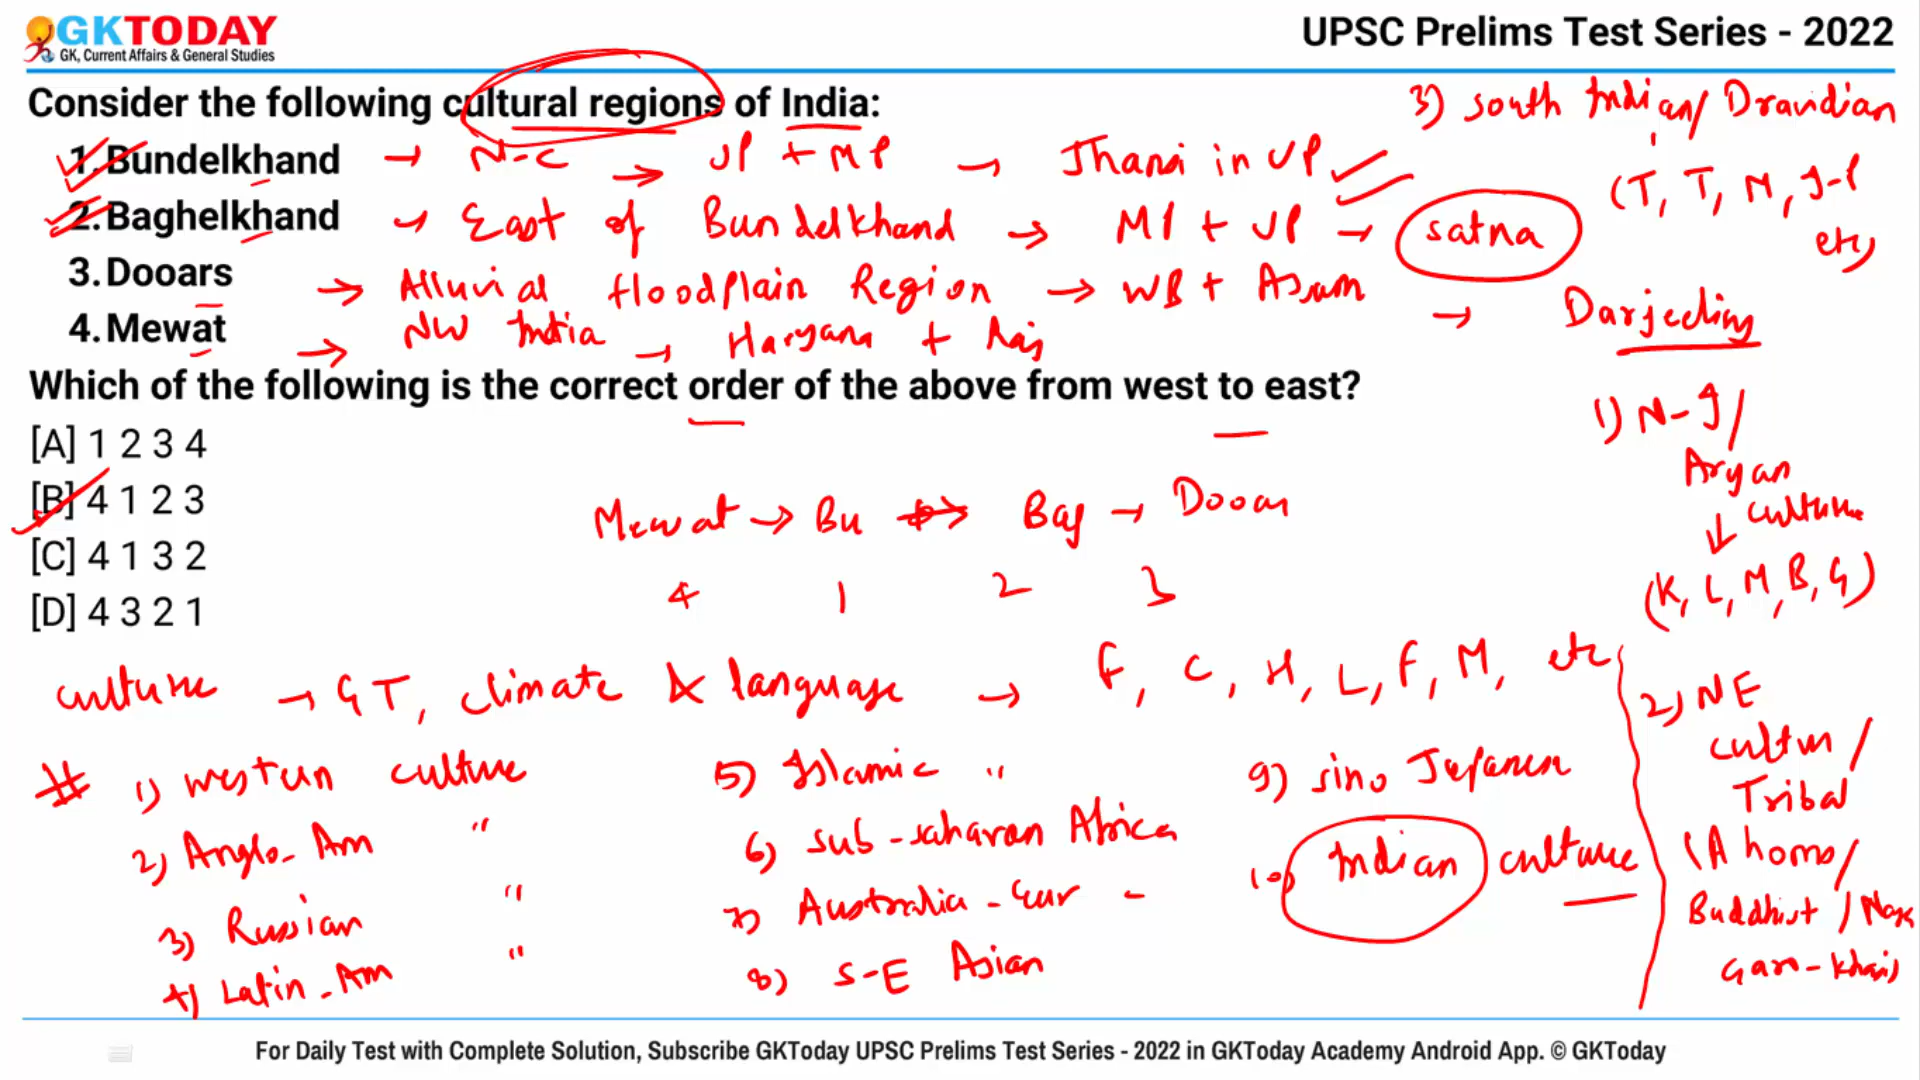 GKTODAY
GK, Current Affairs & General Studies
UPSC Prelims Test Series - 2022
Consider the following cultural regions of India:
3) South Indian / Dravidian
1. Bundelkhand → N-C → UP + MP → Jhansi in UP
(T, T, M,
etc)
2. Baghelkhand → East of Bundelkhand → MP + UP → Satna
3. Dooars → Alluvial floodplain Region → WB + Assam → Darjeeling
4. Mewat → NW India → Haryana + Raj
Which of the following is the correct order of the above from west to east?
[A] 1 2 3 4
[B] 4 1 2 3
[C] 4 1 3 2
[D] 4 3 2 1
Mewat → Bu → Bag → Dooar
4 1 2 3
1) N-I /
Aryan
culture
(K, L, M, B, G)
culture → GT, climate & language → F, C, H, L, F, M, etc
# 1) western culture
2) Anglo-Am "
3) Russian "
4) Latin-Am "
5) Islamic "
6) Sub-saharan Africa
7) Australia-Eur -
8) S-E Asian
9) Sino Japanese
10) Indian culture
2) NE
cultur /
Tribal
(Ahoms /
Buddhist / Naga
Garo-Khasi)
For Daily Test with Complete Solution, Subscribe GKToday UPSC Prelims Test Series - 2022 in GKToday Academy Android App. © GKToday